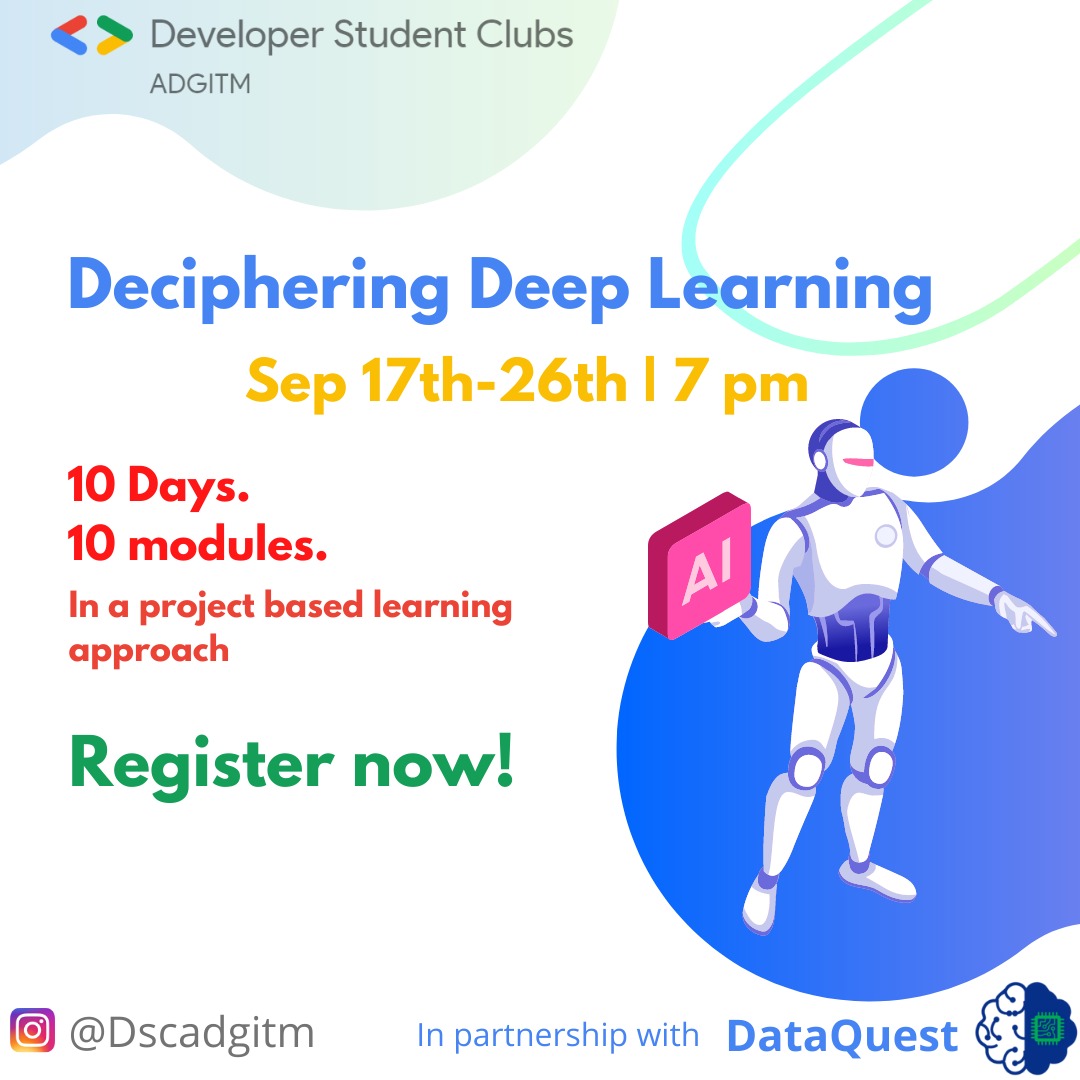 Developer Student Clubs
ADGITM
Deciphering Deep Learning
Sep 17th-26th | 7 pm
10 Days.
10 modules.
In a project based learning
approach
AI
Register now!
@Dscadgitm
In partnership with DataQuest